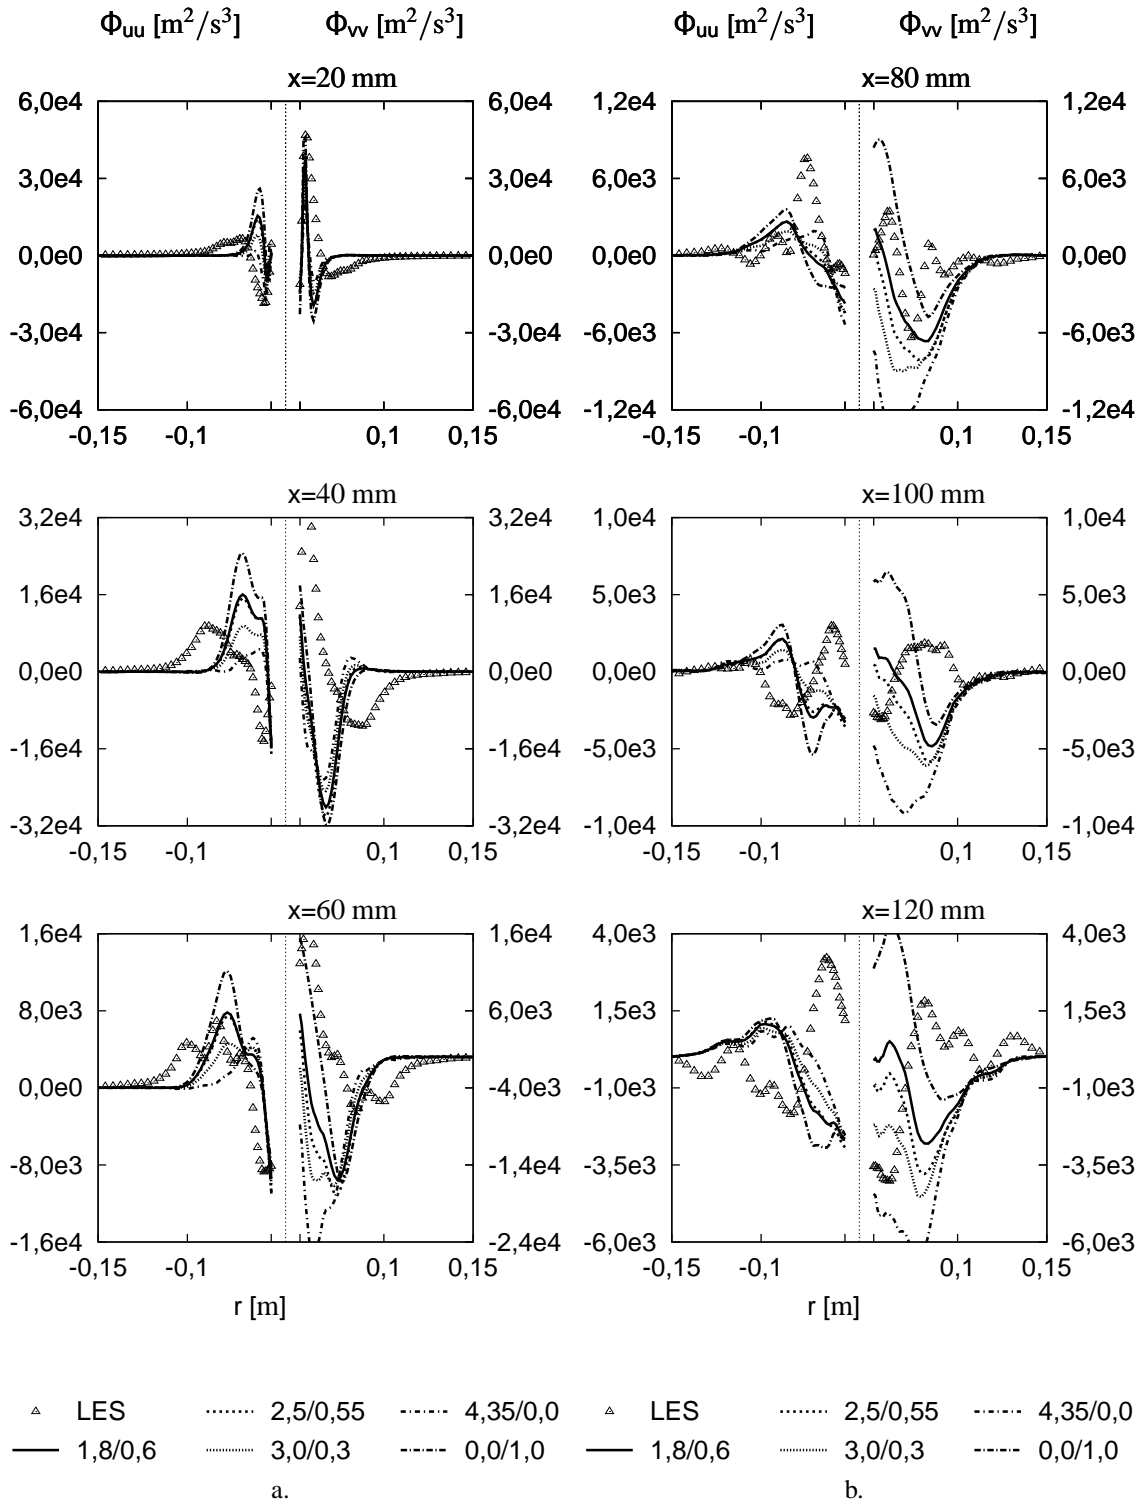 Φuu [m²/s³] Φvv [m²/s³] Φuu [m²/s³] Φvv [m²/s³]
x=20 mm x=80 mm
6,0e4 6,0e4 1,2e4 1,2e4
3,0e4 3,0e4 6,0e3 6,0e3
0,0e0 0,0e0 0,0e0 0,0e0
-3,0e4 -3,0e4 -6,0e3 -6,0e3
-6,0e4 -6,0e4 -1,2e4 -1,2e4
-0,15 -0,1 0,1 0,15 -0,15 -0,1 0,1 0,15
x=40 mm x=100 mm
3,2e4 3,2e4 1,0e4 1,0e4
1,6e4 1,6e4 5,0e3 5,0e3
0,0e0 0,0e0 0,0e0 0,0e0
-1,6e4 -1,6e4 -5,0e3 -5,0e3
-3,2e4 -3,2e4 -1,0e4 -1,0e4
-0,15 -0,1 0,1 0,15 -0,15 -0,1 0,1 0,15
x=60 mm x=120 mm
1,6e4 1,6e4 4,0e3 4,0e3
8,0e3 6,0e3 1,5e3 1,5e3
0,0e0 -4,0e3 -1,0e3 -1,0e3
-8,0e3 -1,4e4 -3,5e3 -3,5e3
-1,6e4 -2,4e4 -6,0e3 -6,0e3
-0,15 -0,1 0,1 0,15 -0,15 -0,1 0,1 0,15
r [m] r [m]
LES 2,5/0,55 4,35/0,0 LES 2,5/0,55 4,35/0,0
1,8/0,6 3,0/0,3 0,0/1,0 1,8/0,6 3,0/0,3 0,0/1,0
a. b.